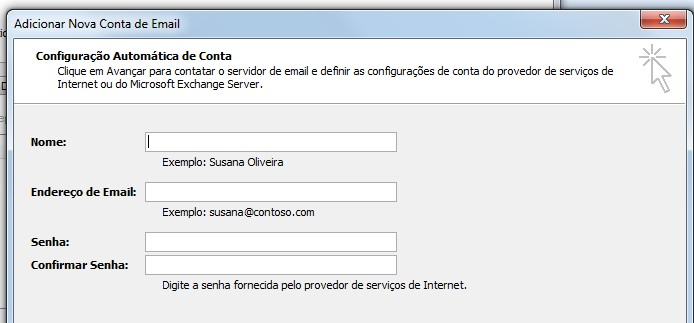 Adicionar Nova Conta de Email
Configuração Automática de Conta
Clique em Avançar para contatar o servidor de email e definir as configurações de conta do provedor de serviços de
Internet ou do Microsoft Exchange Server.
Nome:
Exemplo: Susana Oliveira
Endereço de Email:
Exemplo: susana@contoso.com
Senha:
Confirmar Senha:
Digite a senha fornecida pelo provedor de serviços de Internet.